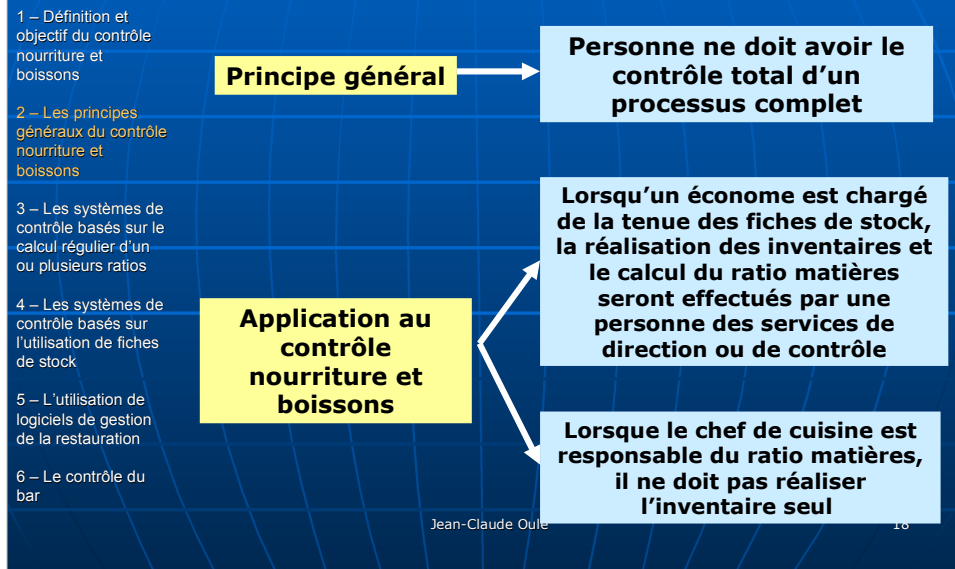 1 – Définition et
objectif du contrôle
nourriture et
boissons
2 – Les principes
généraux du contrôle
nourriture et
boissons
3 – Les systèmes de
contrôle basés sur le
calcul régulier d'un
ou plusieurs ratios
4 – Les systèmes de
contrôle basés sur
l'utilisation de fiches
de stock
5 – L'utilisation de
logiciels de gestion
de la restauration
6 – Le contrôle du
bar
Principe général
Personne ne doit avoir le
contrôle total d'un
processus complet
Application au
contrôle
nourriture et
boissons
Lorsqu'un économe est chargé
de la tenue des fiches de stock,
la réalisation des inventaires et
le calcul du ratio matières
seront effectués par une
personne des services de
direction ou de contrôle
Lorsque le chef de cuisine est
responsable du ratio matières,
il ne doit pas réaliser
l'inventaire seul
Jean-Claude Oulé
18